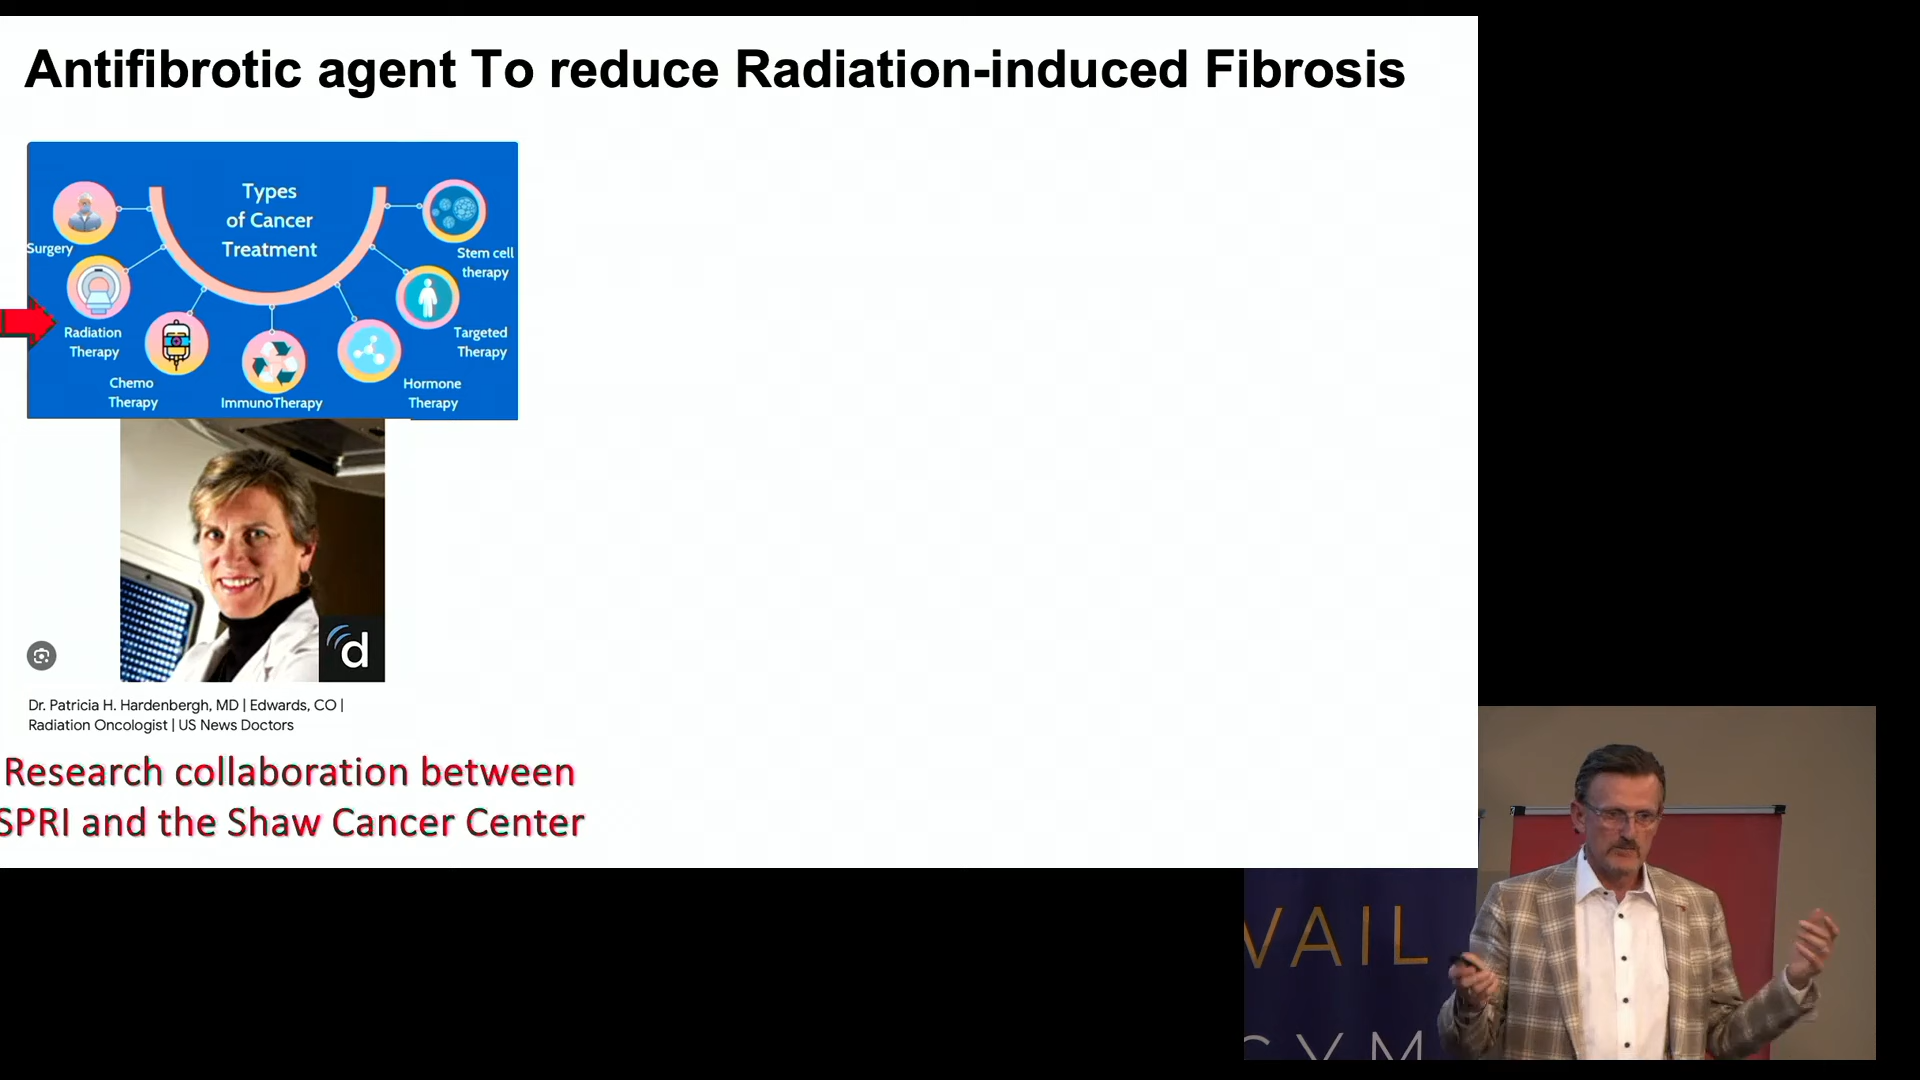 Antifibrotic agent To reduce Radiation-induced Fibrosis
Types
of Cancer
Treatment
Surgery
Radiation
Therapy
Chemo
Therapy
ImmunoTherapy
Hormone
Therapy
Targeted
Therapy
Stem cell
therapy
d
Dr. Patricia H. Hardenbergh, MD | Edwards, CO |
Radiation Oncologist | US News Doctors
Research collaboration between
SPRI and the Shaw Cancer Center
VAIL